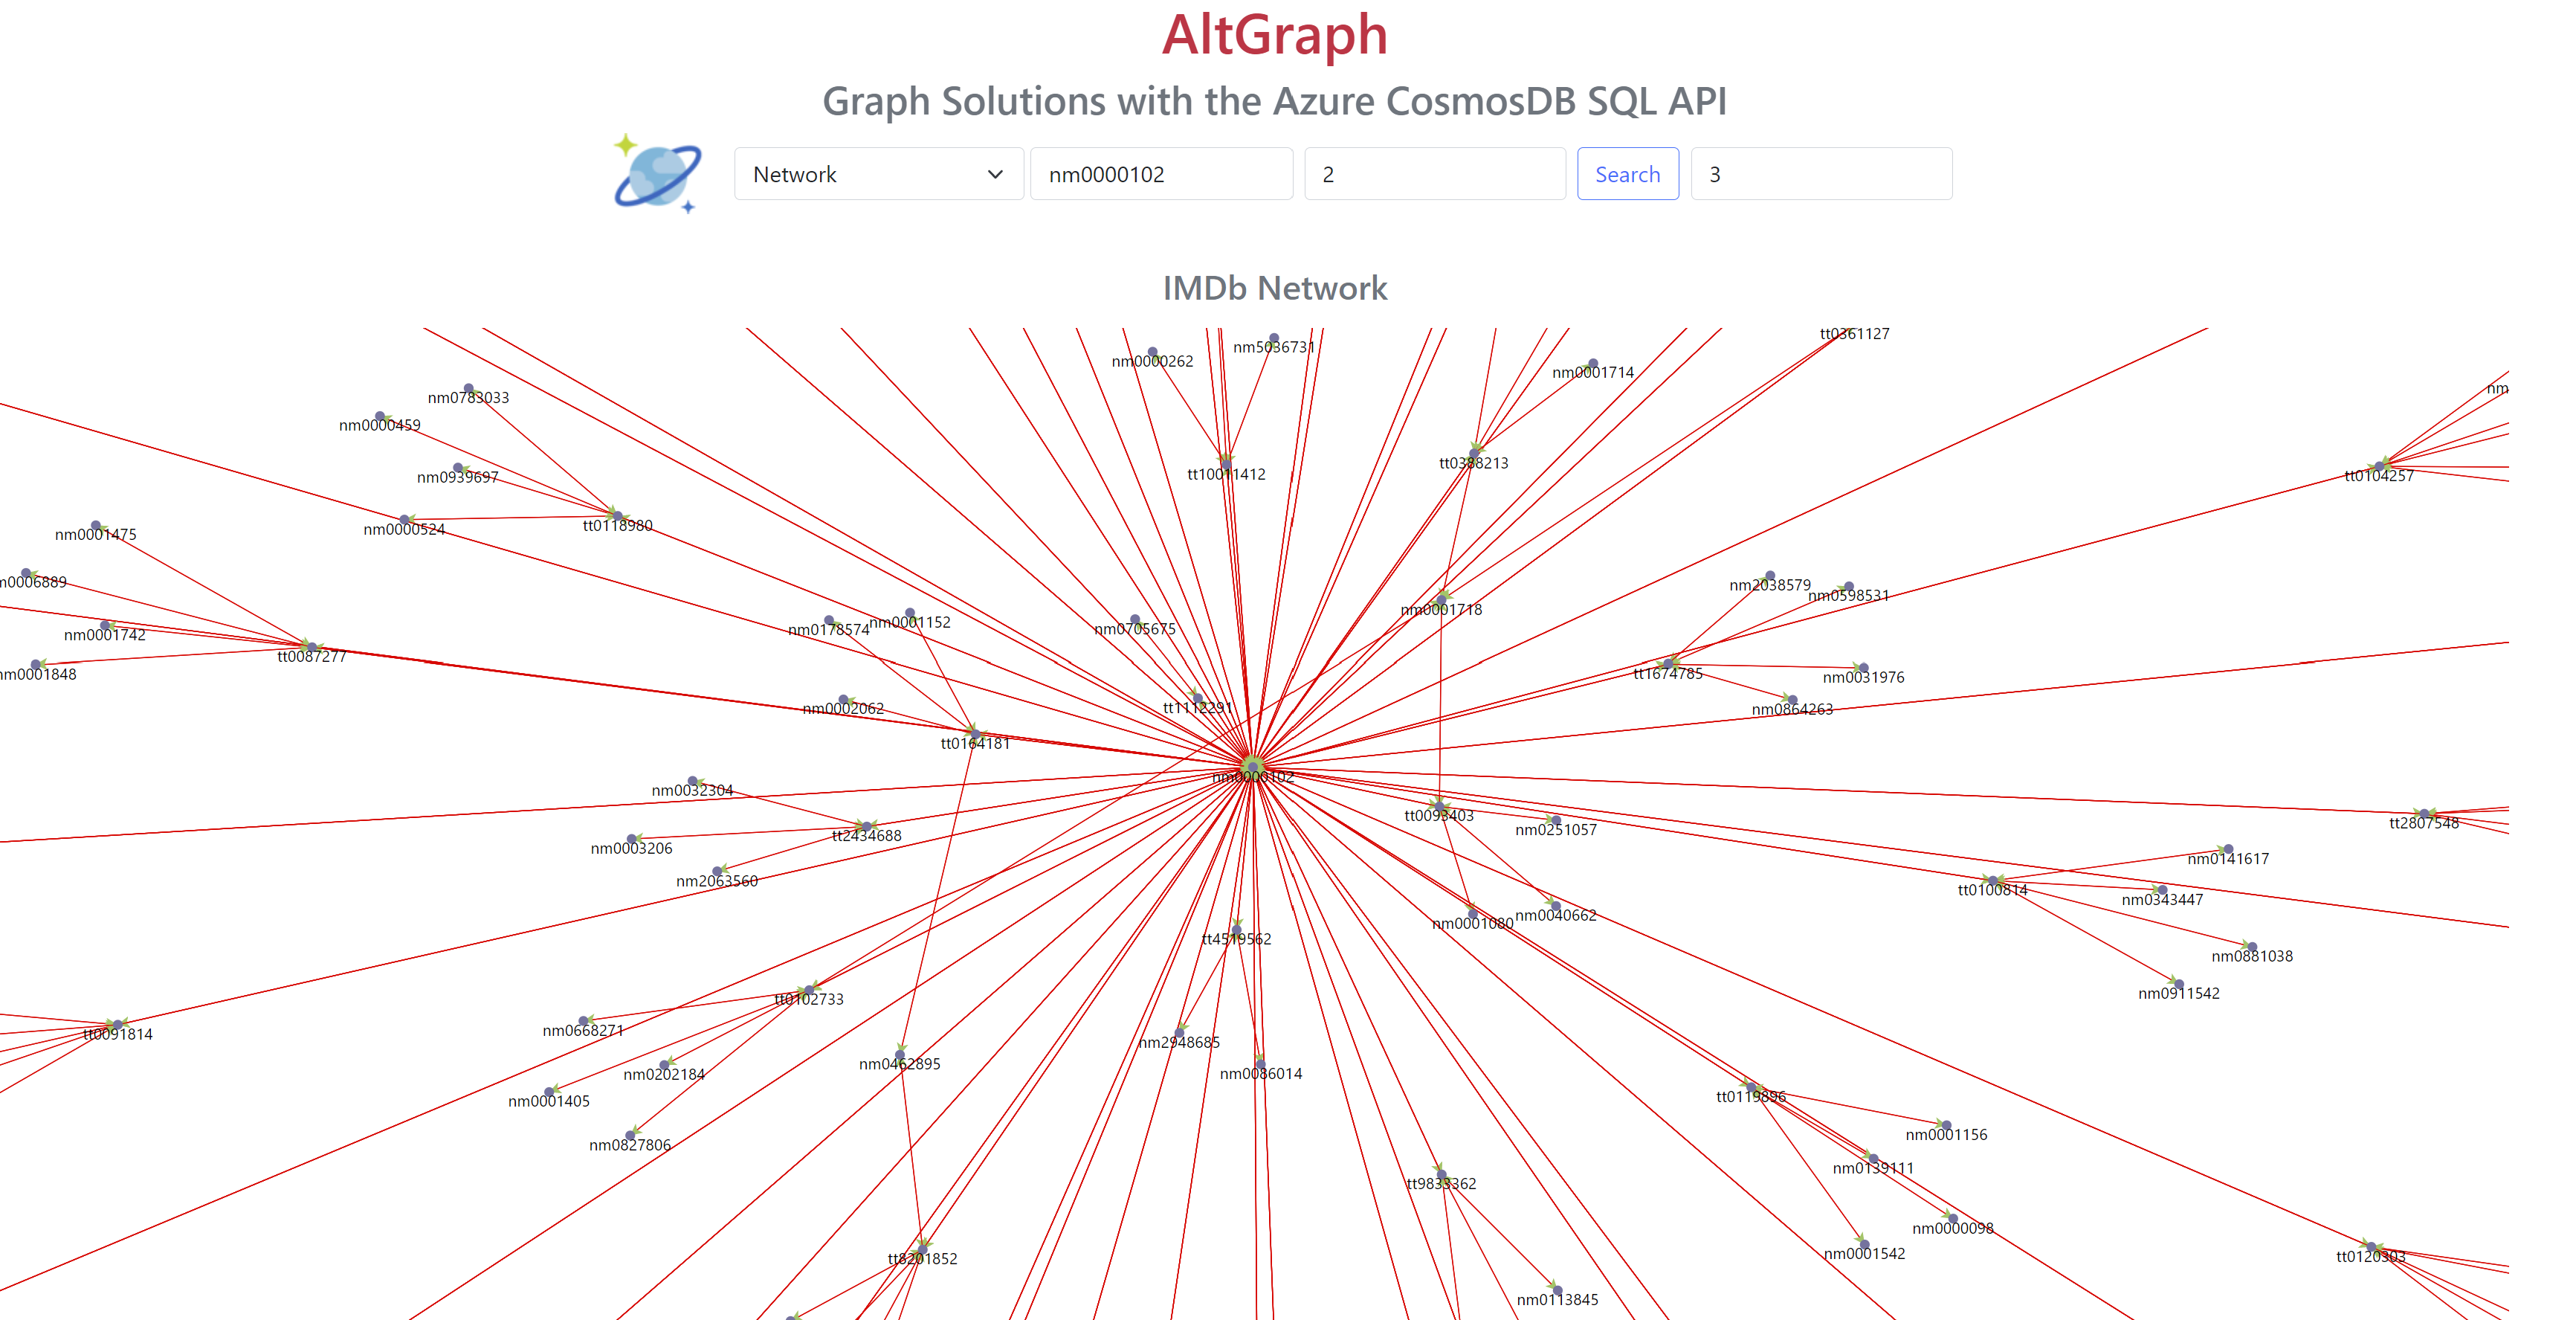 AltGraph
Graph Solutions with the Azure CosmosDB SQL API
Network
nm0000102
2
Search
3
IMDb Network
tt0361127
nm5036731
nm0000262
nm0001714
nm
nm0783033
nm0000459
tt0388213
nm0939697
tt10011412
tt0104257
tt0118980
nm0000524
nm0001475
m0006889
nm2038579
nm0598531
nm0001718
nm0001152
nm0178574
nm0705675
nm0001742
tt0087277
nm0001848
tt1674785
nm0031976
nm0002062
tt1112291
nm0864263
tt0164181
nm0000102
nm0032304
tt0093403
tt2807548
nm0251057
tt2434688
nm0003206
nm0141617
nm2063560
tt0100814
nm0343447
nm0040662
nm0001080
tt4519562
nm0881038
nm0911542
tt0102733
nm0668271
tt0091814
nm2948685
nm0462895
nm0202184
nm0086014
tt0119896
nm0001405
nm0001156
nm0827806
nm0139111
tt9833362
nm0000098
nm0001542
tt0120303
tt8201852
nm0113845